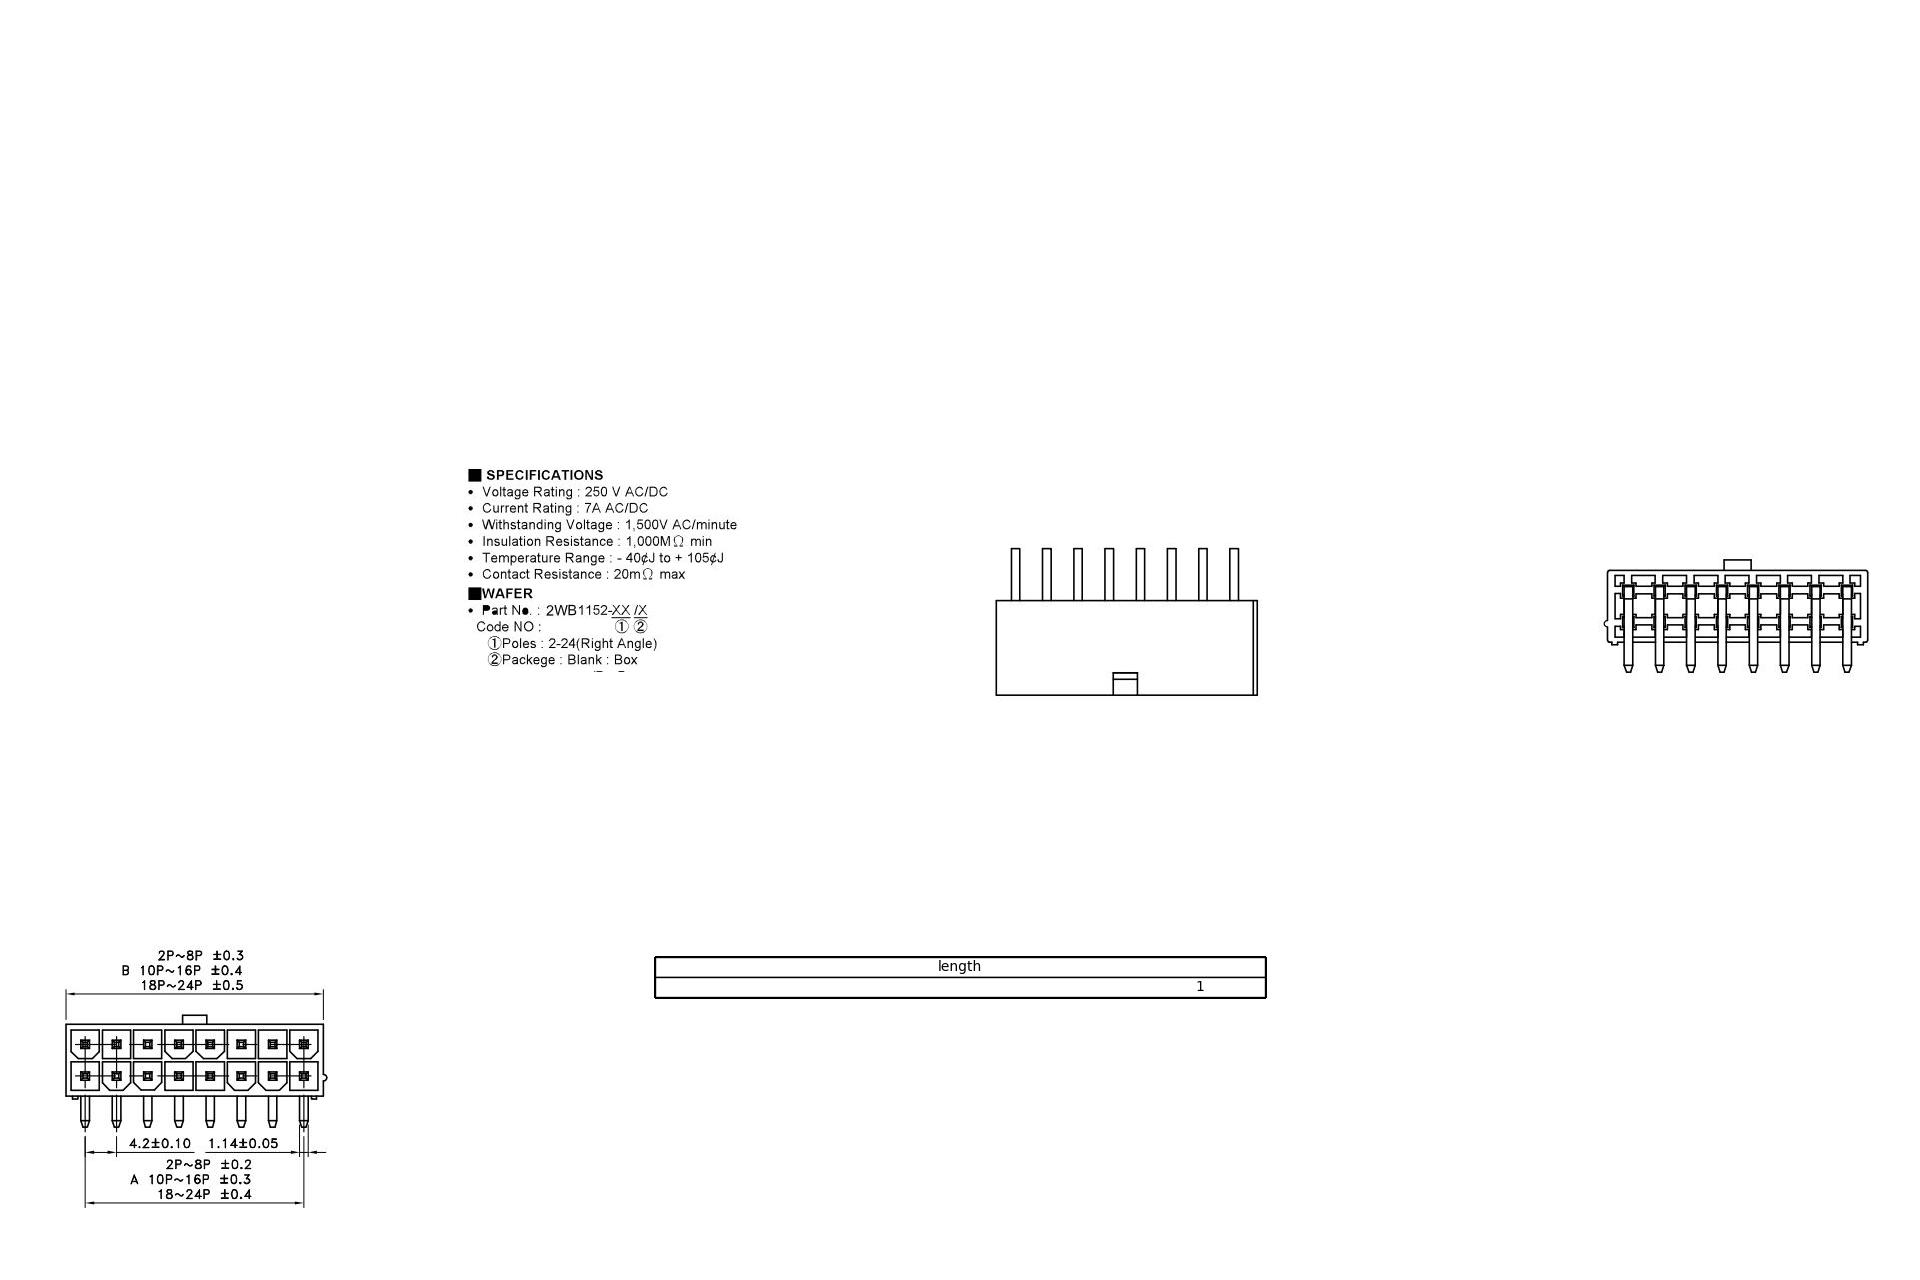 ■ SPECIFICATIONS
• Voltage Rating : 250 V AC/DC
• Current Rating : 7A AC/DC
• Withstanding Voltage : 1,500V AC/minute
• Insulation Resistance : 1,000MΩ min
• Temperature Range : - 40¢J to + 105¢J
• Contact Resistance : 20mΩ max
■WAFER
• Part No. : 2WB1152-XX /X
Code NO : ① ②
①Poles : 2-24(Right Angle)
②Packege : Blank : Box
2P~8P ±0.3
B 10P~16P ±0.4
18P~24P ±0.5
length
1
4.2±0.10 1.14±0.05
2P~8P ±0.2
A 10P~16P ±0.3
18~24P ±0.4